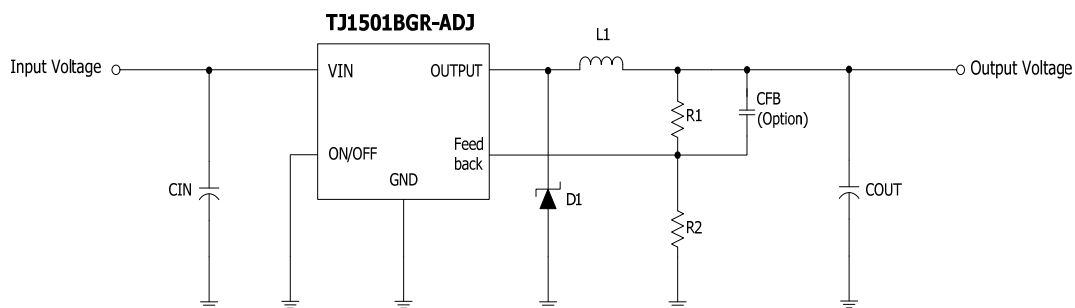 TJ1501BGR-ADJ
L1
Input Voltage
VIN
OUTPUT
Output Voltage
CFB
(Option)
R1
ON/OFF
Feed
back
GND
CIN
D1
COUT
R2